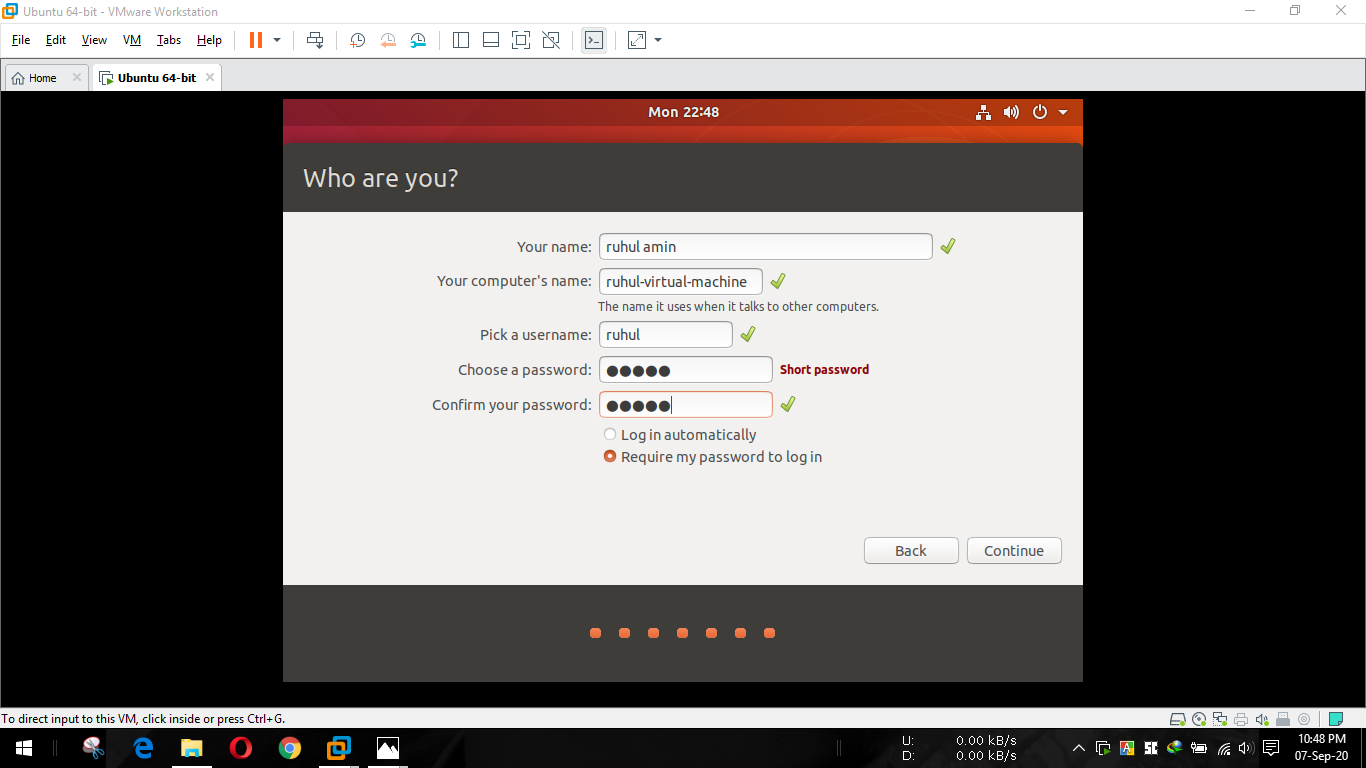 Ubuntu 64-bit - VMware Workstation
File Edit View VM Tabs Help
Home Ubuntu 64-bit
Mon 22:48
Who are you?
Your name: ruhul amin
Your computer's name: ruhul-virtual-machine
The name it uses when it talks to other computers.
Pick a username: ruhul
Choose a password: ●●●●● Short password
Confirm your password: ●●●●●
Log in automatically
Require my password to log in
Back Continue
To direct input to this VM, click inside or press Ctrl+G.
U: 0.00 kB/s
D: 0.00 kB/s
10:48 PM
07-Sep-20